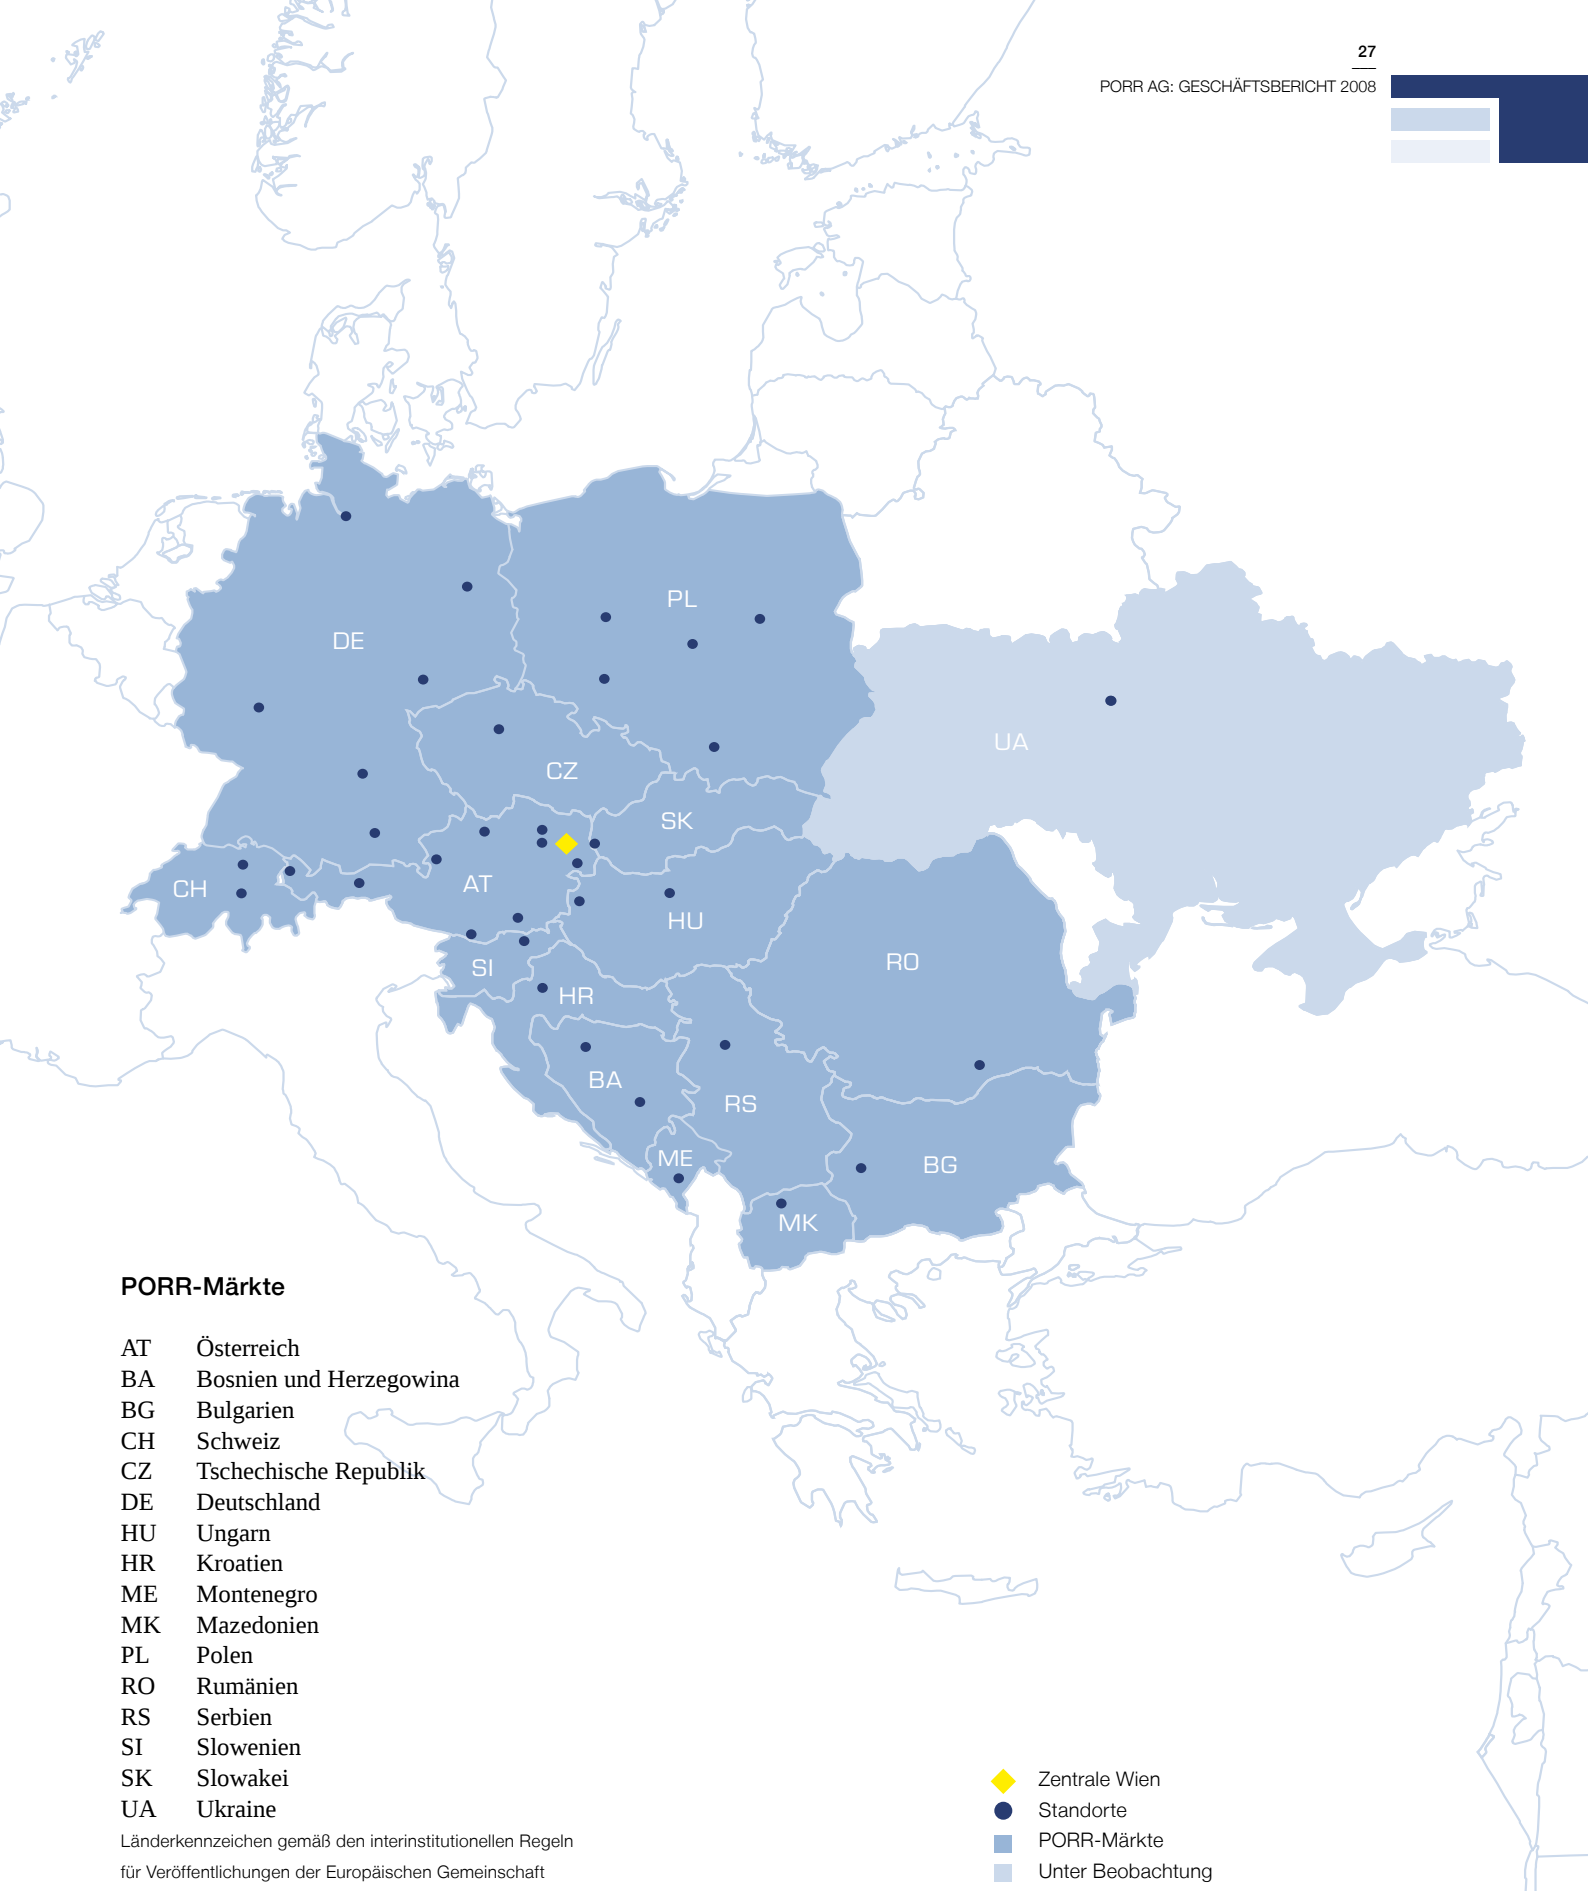 27
PORR AG: GESCHÄFTSBERICHT 2008
PL
DE
UA
CZ
SK
CH
AT
HU
RO
SI
HR
BA
RS
ME
BG
MK
PORR-Märkte
AT Österreich
BA Bosnien und Herzegowina
BG Bulgarien
CH Schweiz
CZ Tschechische Republik
DE Deutschland
HU Ungarn
HR Kroatien
ME Montenegro
MK Mazedonien
PL Polen
RO Rumänien
RS Serbien
SI Slowenien
SK Slowakei
UA Ukraine
Länderkennzeichen gemäß den interinstitutionellen Regeln
für Veröffentlichungen der Europäischen Gemeinschaft
Zentrale Wien
Standorte
PORR-Märkte
Unter Beobachtung